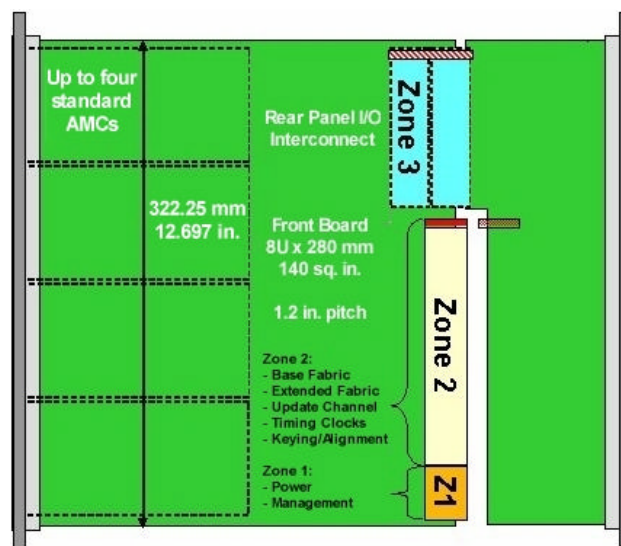 Up to four
standard
AMCs
Rear Panel I/O
Interconnect
Zone 3
322.25 mm
12.697 in.
Front Board
8U x 280 mm
140 sq. in.
1.2 in. pitch
Zone 2:
- Base Fabric
- Extended Fabric
- Update Channel
- Timing Clocks
- Keying/Alignment
Zone 2
Zone 1:
- Power
- Management
Z1